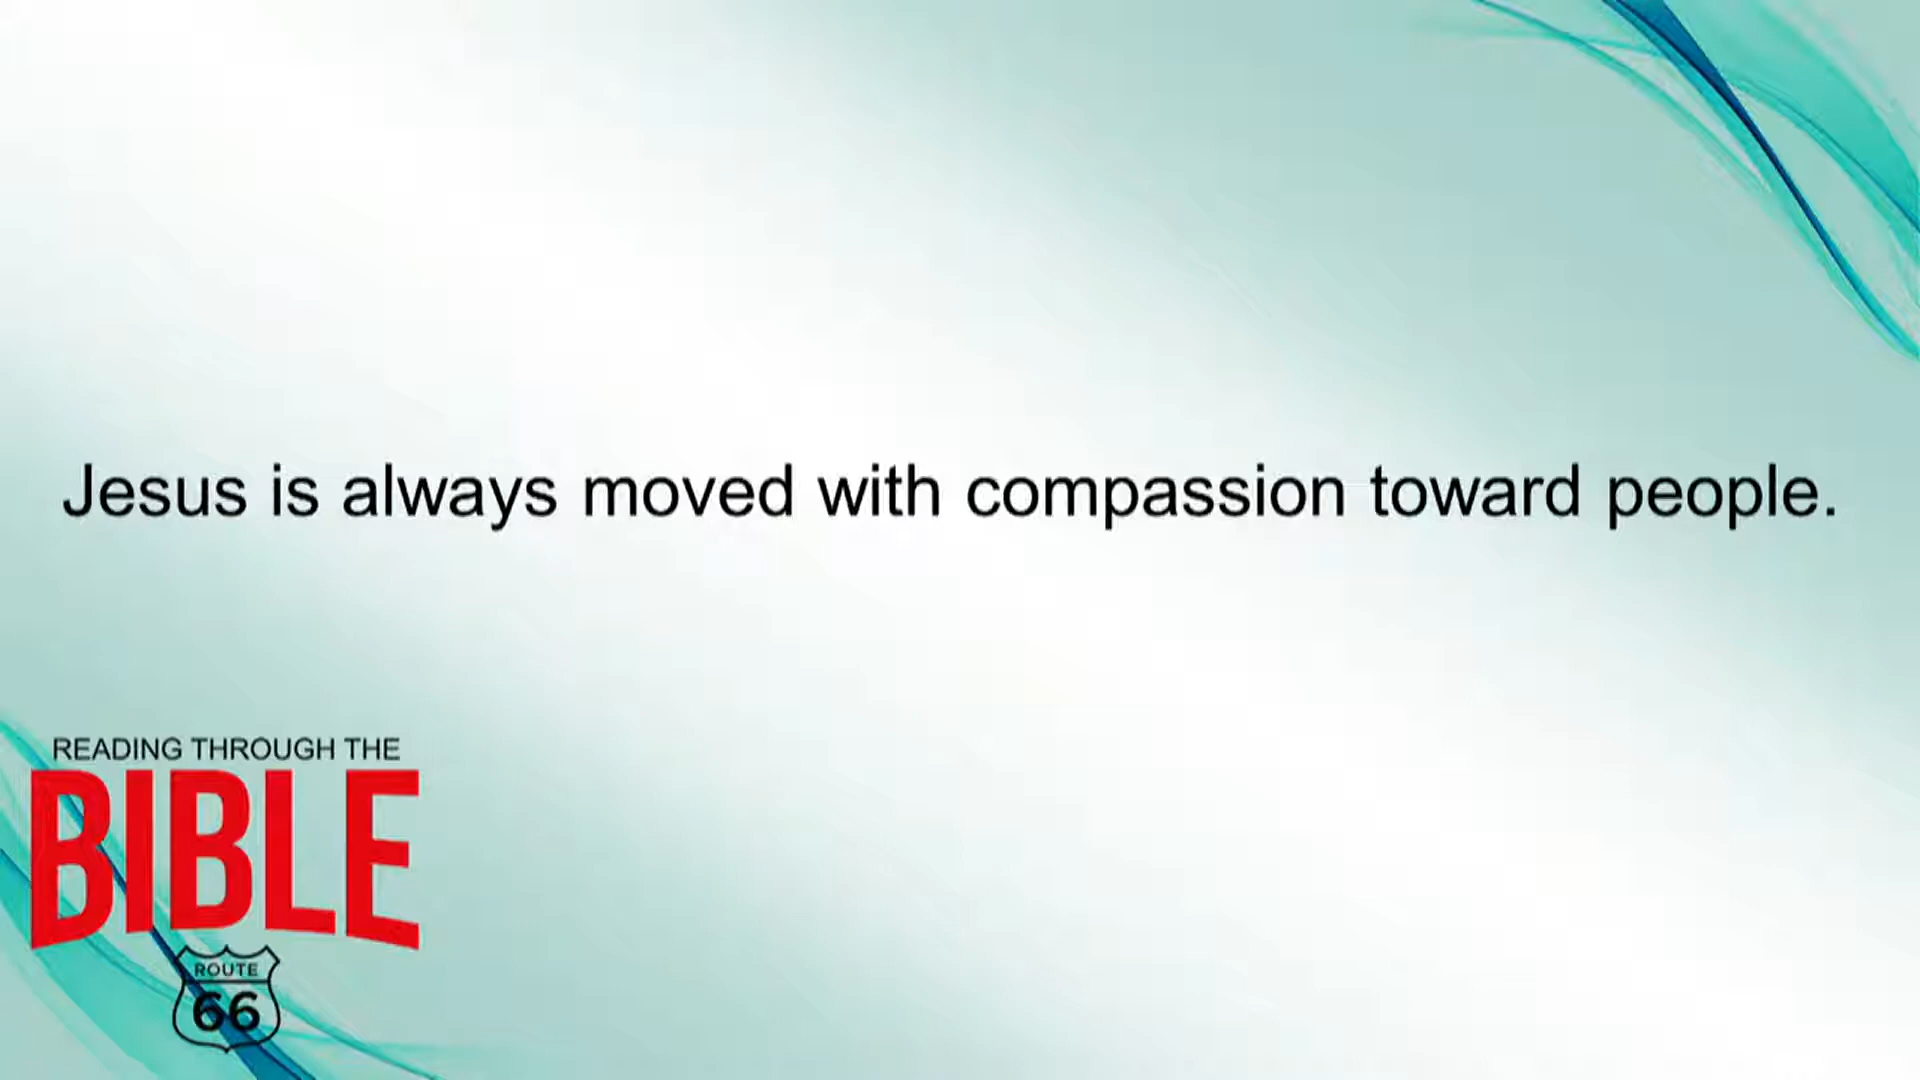 Jesus is always moved with compassion toward people.
READING THROUGH THE
BIBLE
ROUTE
66